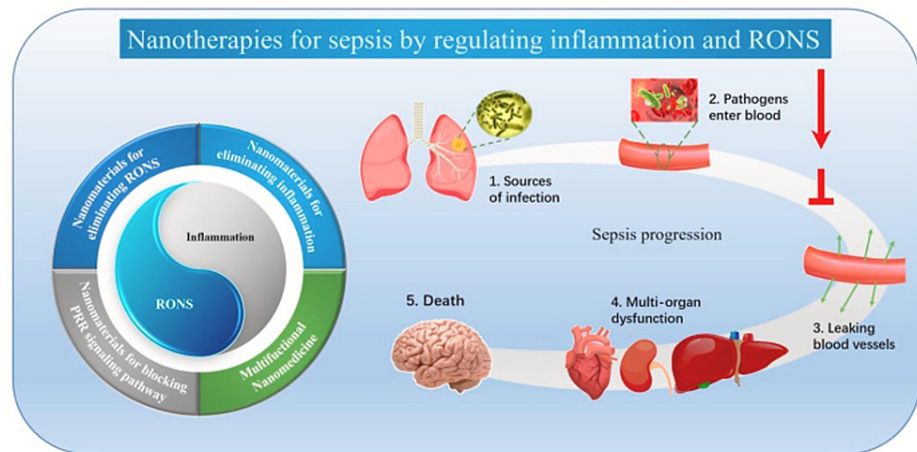 Nanotherapies for sepsis by regulating inflammation and RONS
Nanomaterials for
eliminating RONS
Nanomaterials for
eliminating inflammation
Inflammation
RONS
Nanomaterials for blocking
PRR signaling pathway
Multifuctional
Nanomedicine
1. Sources
of infection
2. Pathogens
enter blood
Sepsis progression
3. Leaking
blood vessels
4. Multi-organ
dysfunction
5. Death